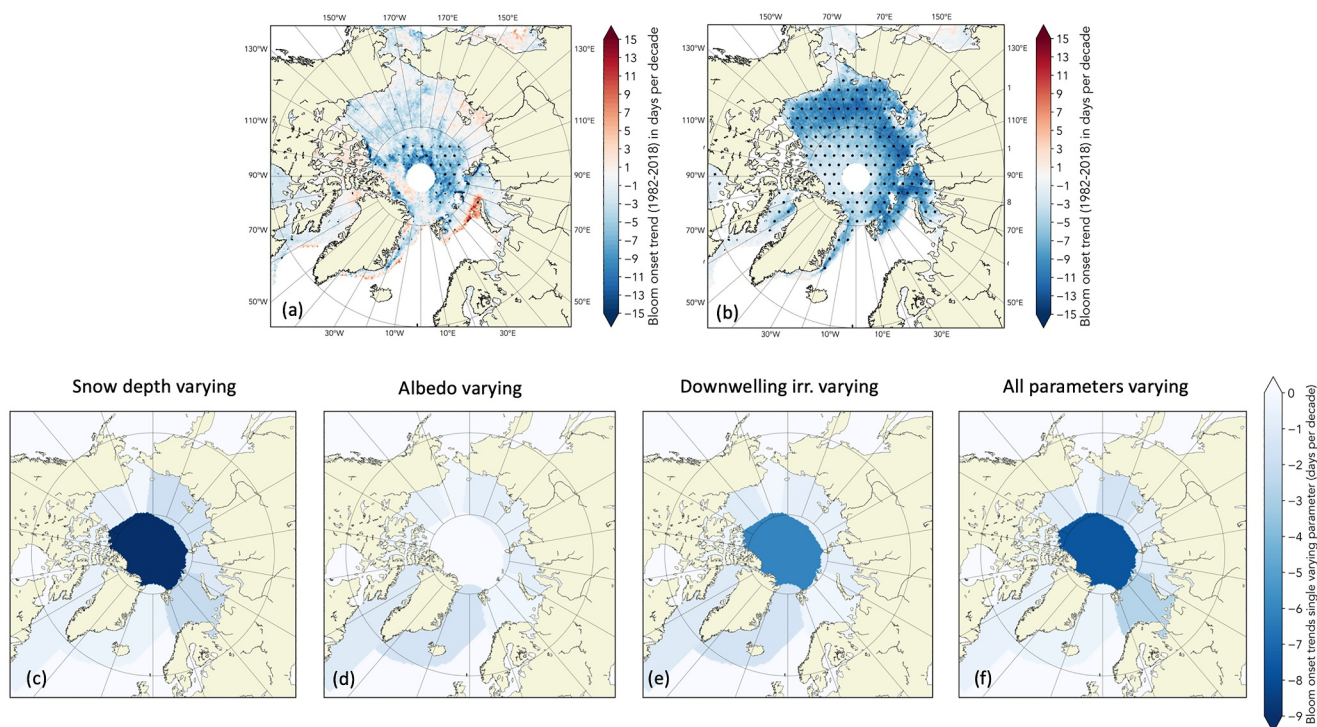 150°W 170°W 170°E 150°E
130°W 130°E
110°W 110°E
90°W 90°E
70°W 70°E
50°W 50°E
30°W 10°W 10°E 30°E
(a)
15
13
11
9
7
5
3
1
−1
−3
−5
−7
−9
−11
−13
−15
Bloom onset trend (1982-2018) in days per decade
150°W 70°W 70°E 150°E
130°W 130°E
110°W 110°E
90°W 90°E
70°W 70°E
50°W 50°E
30°W 10°W 10°E 30°E
1
1
8
(b)
15
13
11
9
7
5
3
1
−1
−3
−5
−7
−9
−11
−13
−15
Bloom onset trend (1982-2018) in days per decade
Snow depth varying
(c)
Albedo varying
(d)
Downwelling irr. varying
(e)
All parameters varying
(f)
0
−1
−2
−3
−4
−5
−6
−7
−8
−9
Bloom onset trends single varying parameter (days per decade)